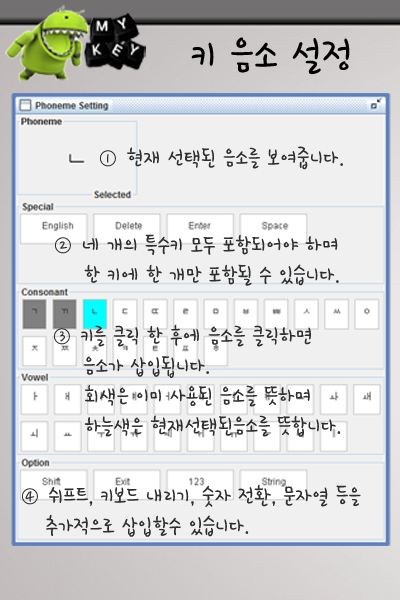 MY
KEY
키 음소 설정
Phoneme Setting
Phoneme
ㄴ ① 현재 선택된 음소를 보여줍니다.
Selected
Special
English Delete Enter Space
② 네 개의 특수키 모두 포함되어야 하며
한 키에 한 개만 포함될 수 있습니다.
Consonant
ㄱ ㄲ ㄴ ㄷ ㄸ ㄹ ㅁ ㅂ ㅃ ㅅ ㅆ ㅇ
③ 키를 클릭 한 후에 음소를 클릭하면
ㅈ ㅉ ㅊ ㅋ ㅌ ㅍ ㅎ
음소가 삽입됩니다.
Vowel
회색은 이미 사용된 음소를 뜻하며
하늘색은 현재선택된음소를 뜻합니다.
Option
Shift Exit 123 String
④ 쉬프트, 키보드 내리기, 숫자 전환, 문자열 등을
추가적으로 삽입할수 있습니다.